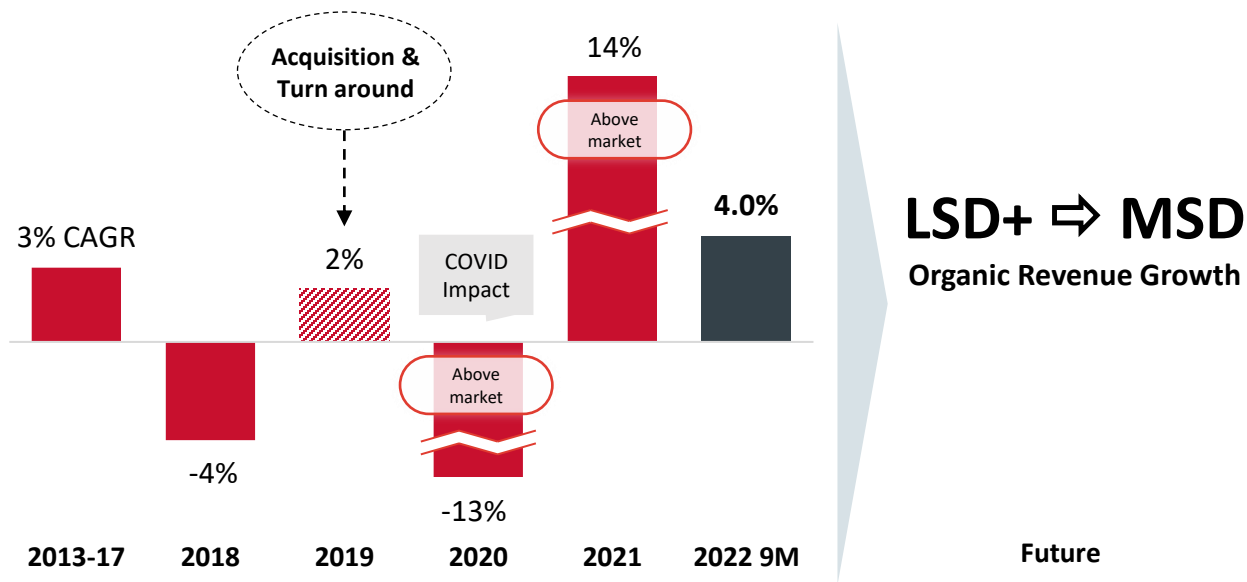 Acquisition &
Turn around
14%
Above
market
3% CAGR
2%
COVID
Impact
4.0%
LSD+ ⇨ MSD
Organic Revenue Growth
Above
market
-4%
-13%
2013-17
2018
2019
2020
2021
2022 9M
Future